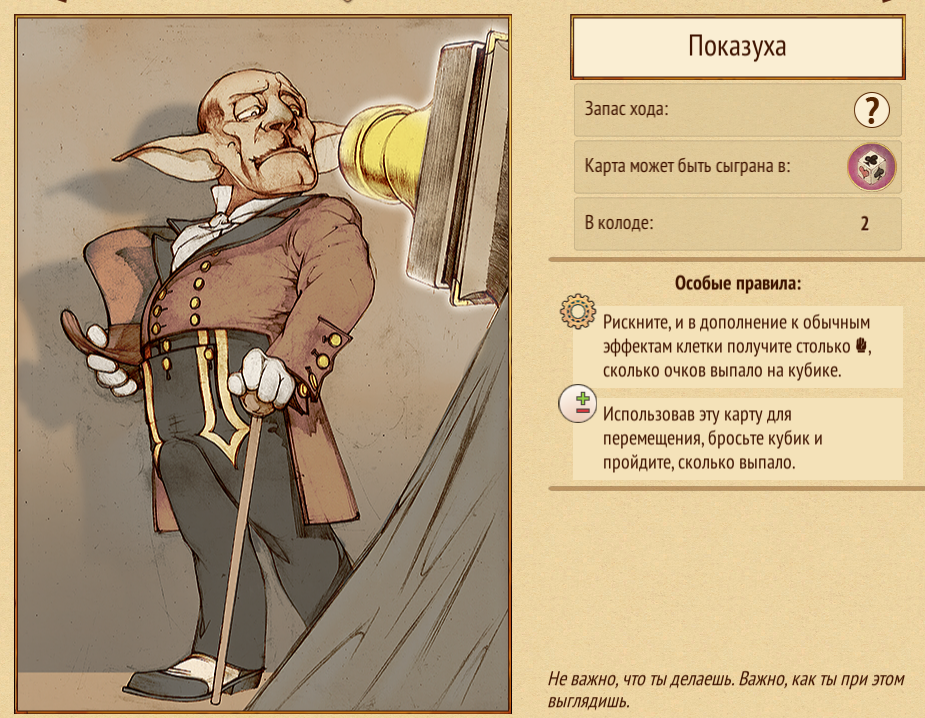 Показуха
Запас хода: ?
Карта может быть сыграна в:
В колоде: 2
Особые правила:
Рискните, и в дополнение к обычным
эффектам клетки получите столько ,
сколько очков выпало на кубике.
Использовав эту карту для
перемещения, бросьте кубик и
пройдите, сколько выпало.
Не важно, что ты делаешь. Важно, как ты при этом
выглядишь.